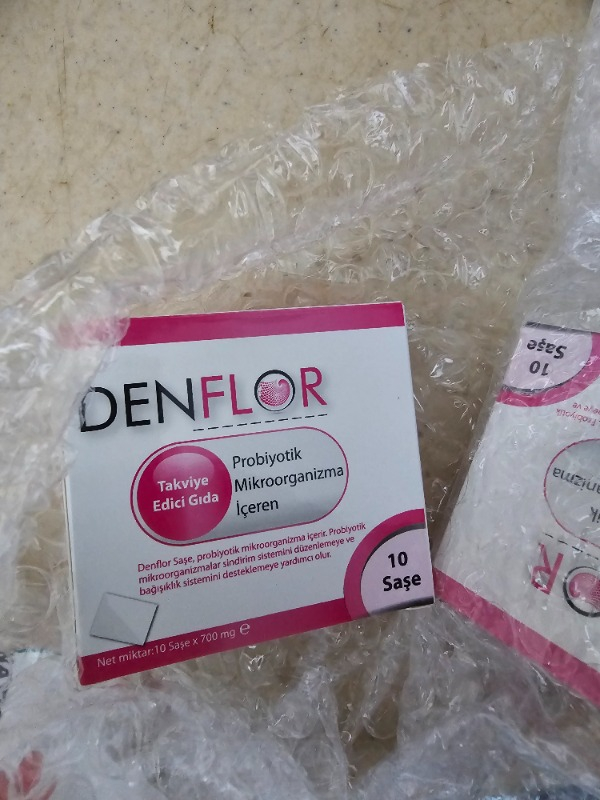 DENFLOR
Takviye
Edici Gıda
Probiyotik
Mikroorganizma
İçeren
Denflor Saşe, probiyotik mikroorganizma içerir. Probiyotik
mikroorganizmalar sindirim sistemini düzenlemeye ve
bağışıklık sistemini desteklemeye yardımcı olur.
10
Saşe
Net miktar:10 Saşe x 700 mg ℮
10
Saşe